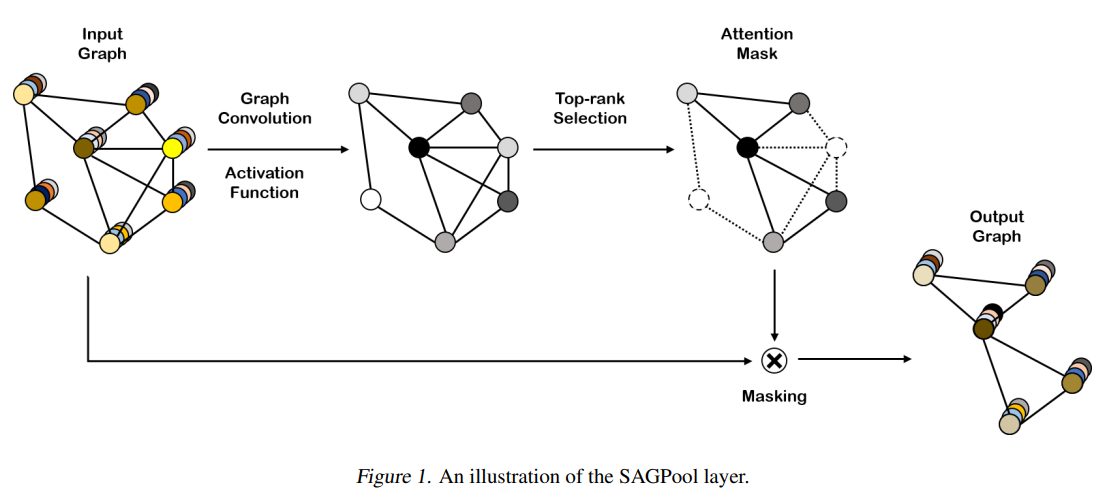 Input
Graph
Graph
Convolution
Activation
Function
Top-rank
Selection
Attention
Mask
Output
Graph
Masking
Figure 1. An illustration of the SAGPool layer.